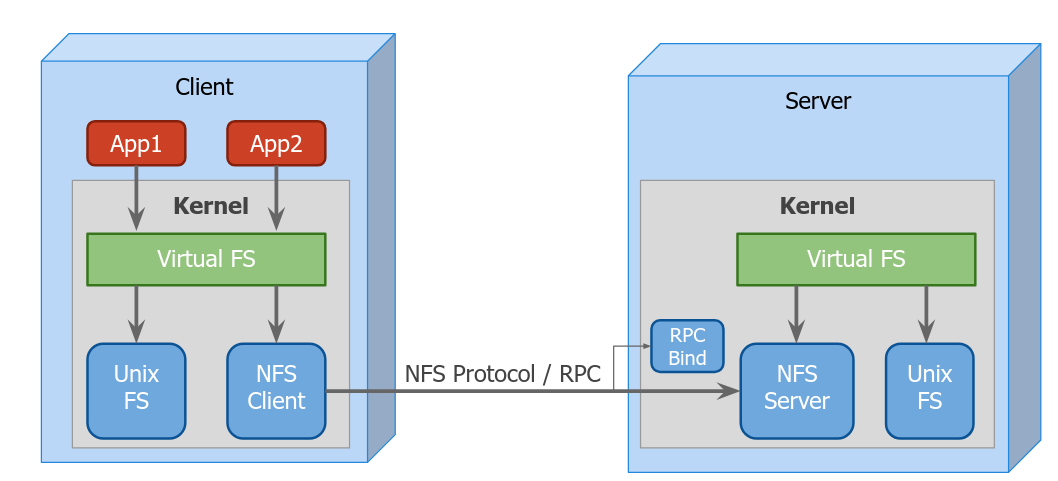 Client
App1
App2
Kernel
Virtual FS
Unix
FS
NFS
Client
NFS Protocol / RPC
Server
Kernel
Virtual FS
RPC
Bind
NFS
Server
Unix
FS